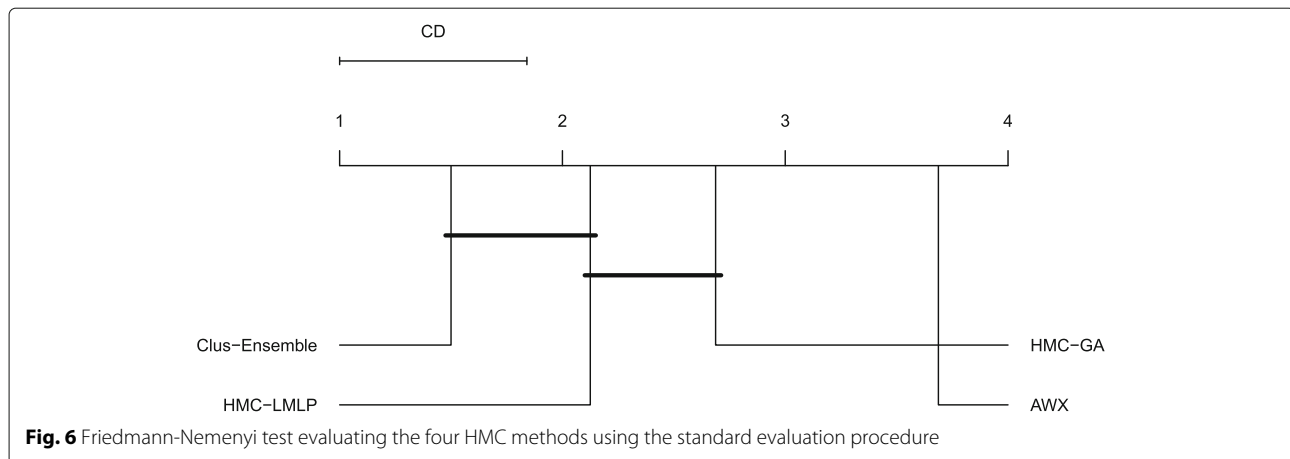 CD
1 2 3 4
Clus−Ensemble HMC−GA
HMC−LMLP AWX
Fig. 6 Friedmann-Nemenyi test evaluating the four HMC methods using the standard evaluation procedure